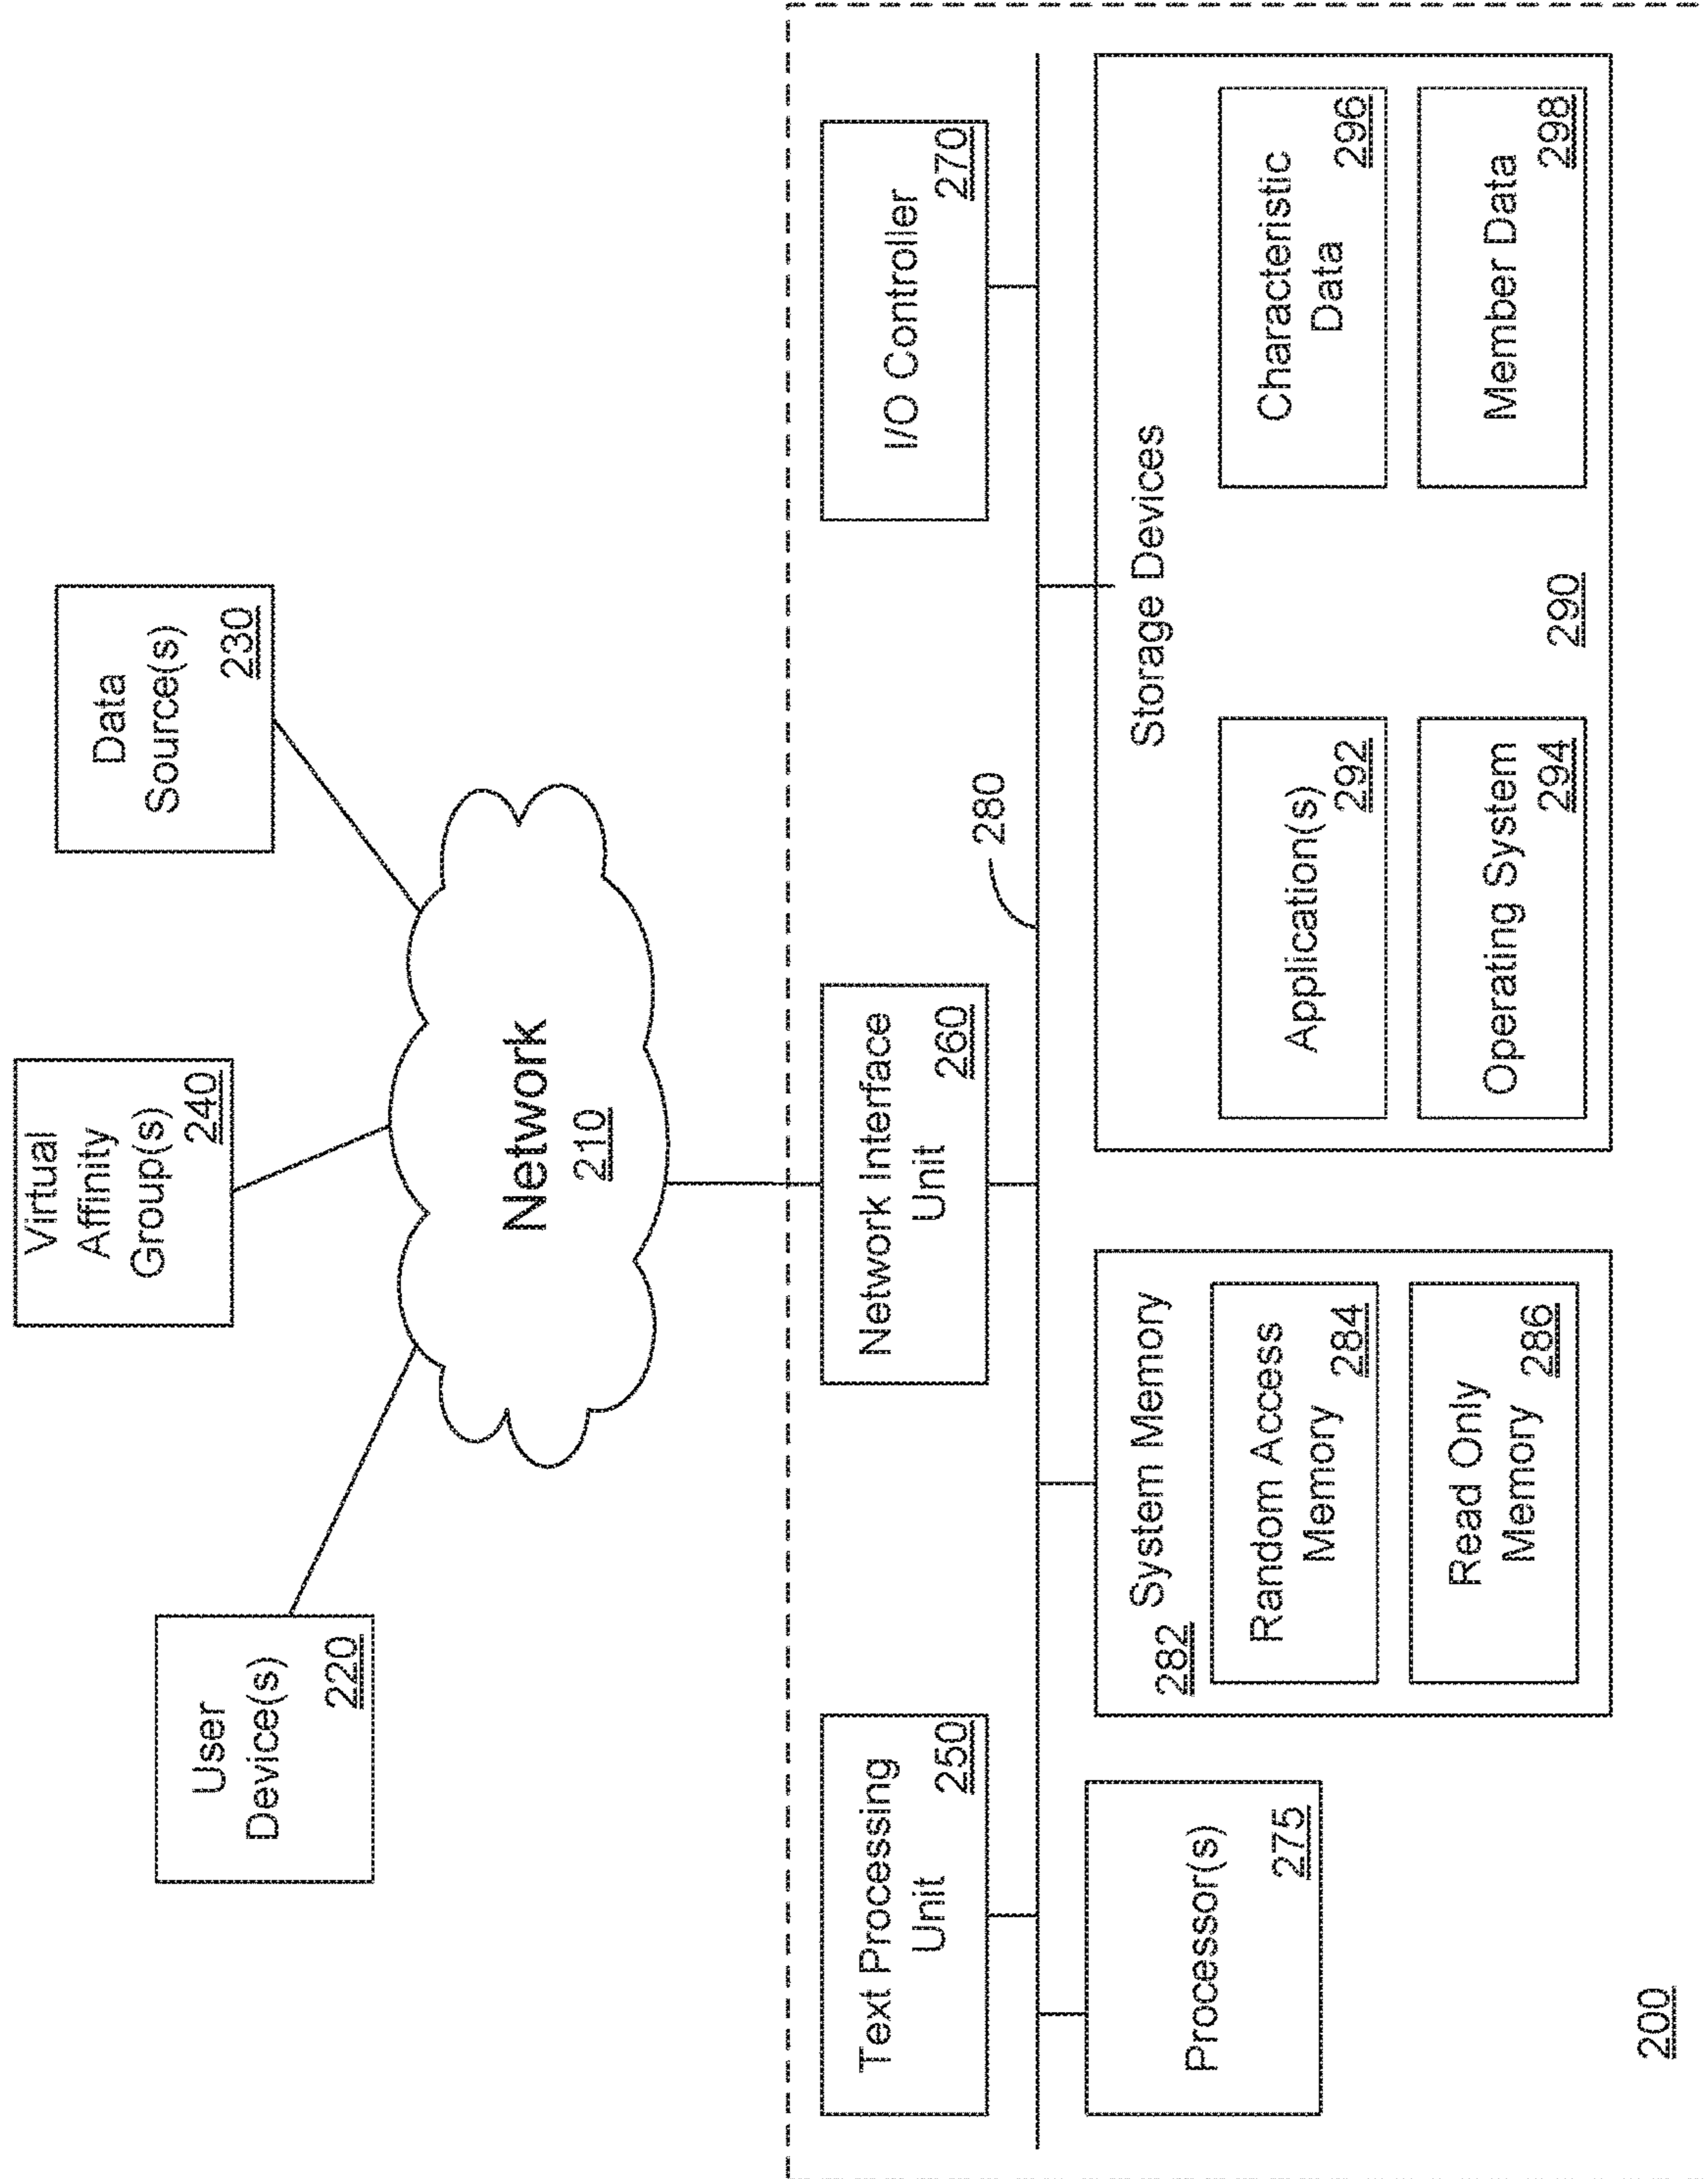 User
Device(s)
220
Virtual
Affinity
Group(s)
240
Data
Source(s)
230
Network
210
Text Processing
Unit
250
Network Interface
Unit
260
I/O Controller
270
280
Processor(s)
275
System Memory
282
Random Access
Memory
284
Read Only
Memory
286
Storage Devices
Application(s)
292
Characteristic
Data
296
Operating System
294
Member Data
298
290
200